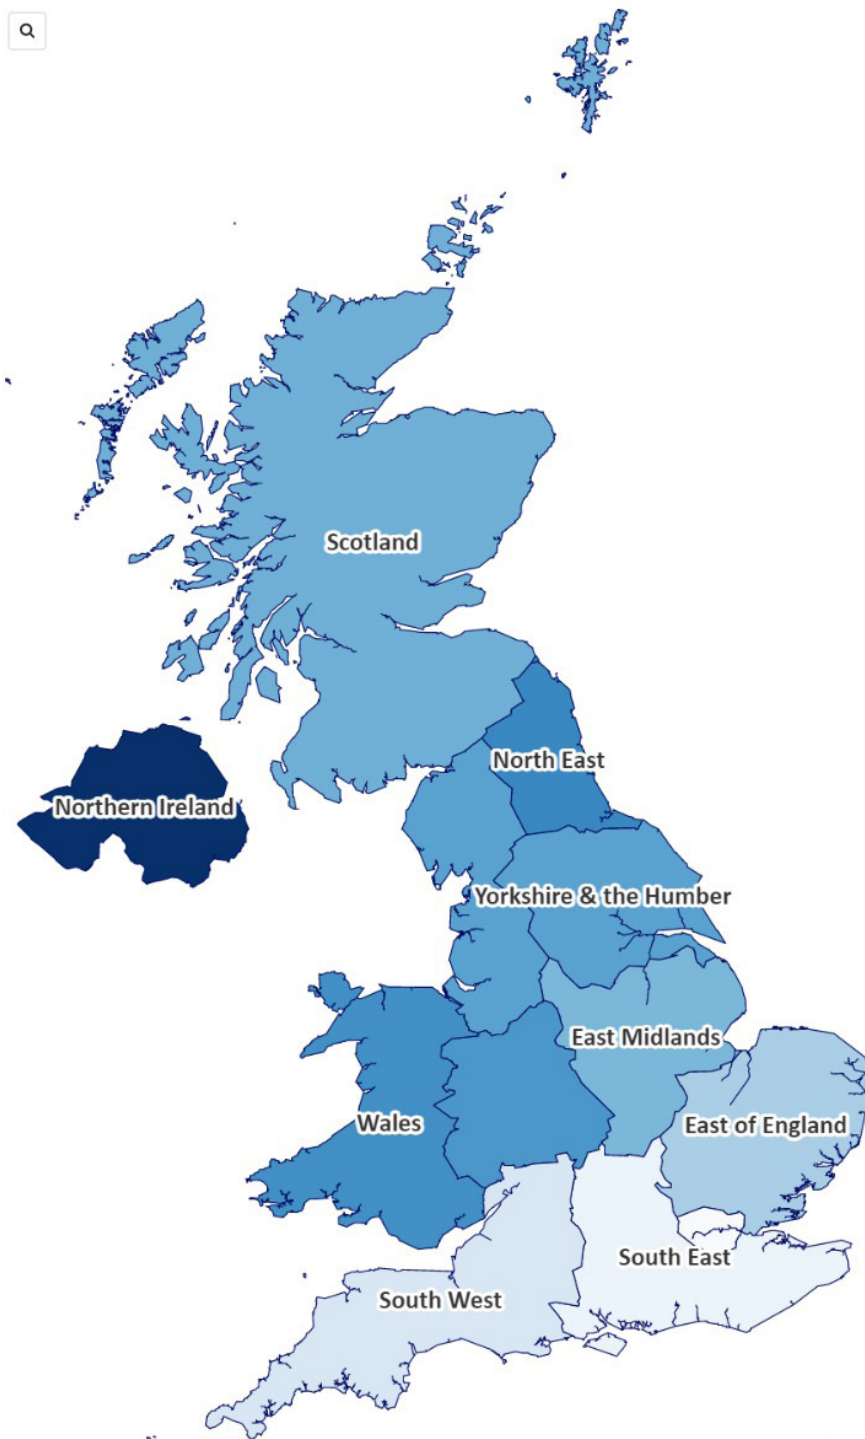 Scotland
North East
Northern Ireland
Yorkshire & the Humber
East Midlands
Wales
East of England
South East
South West